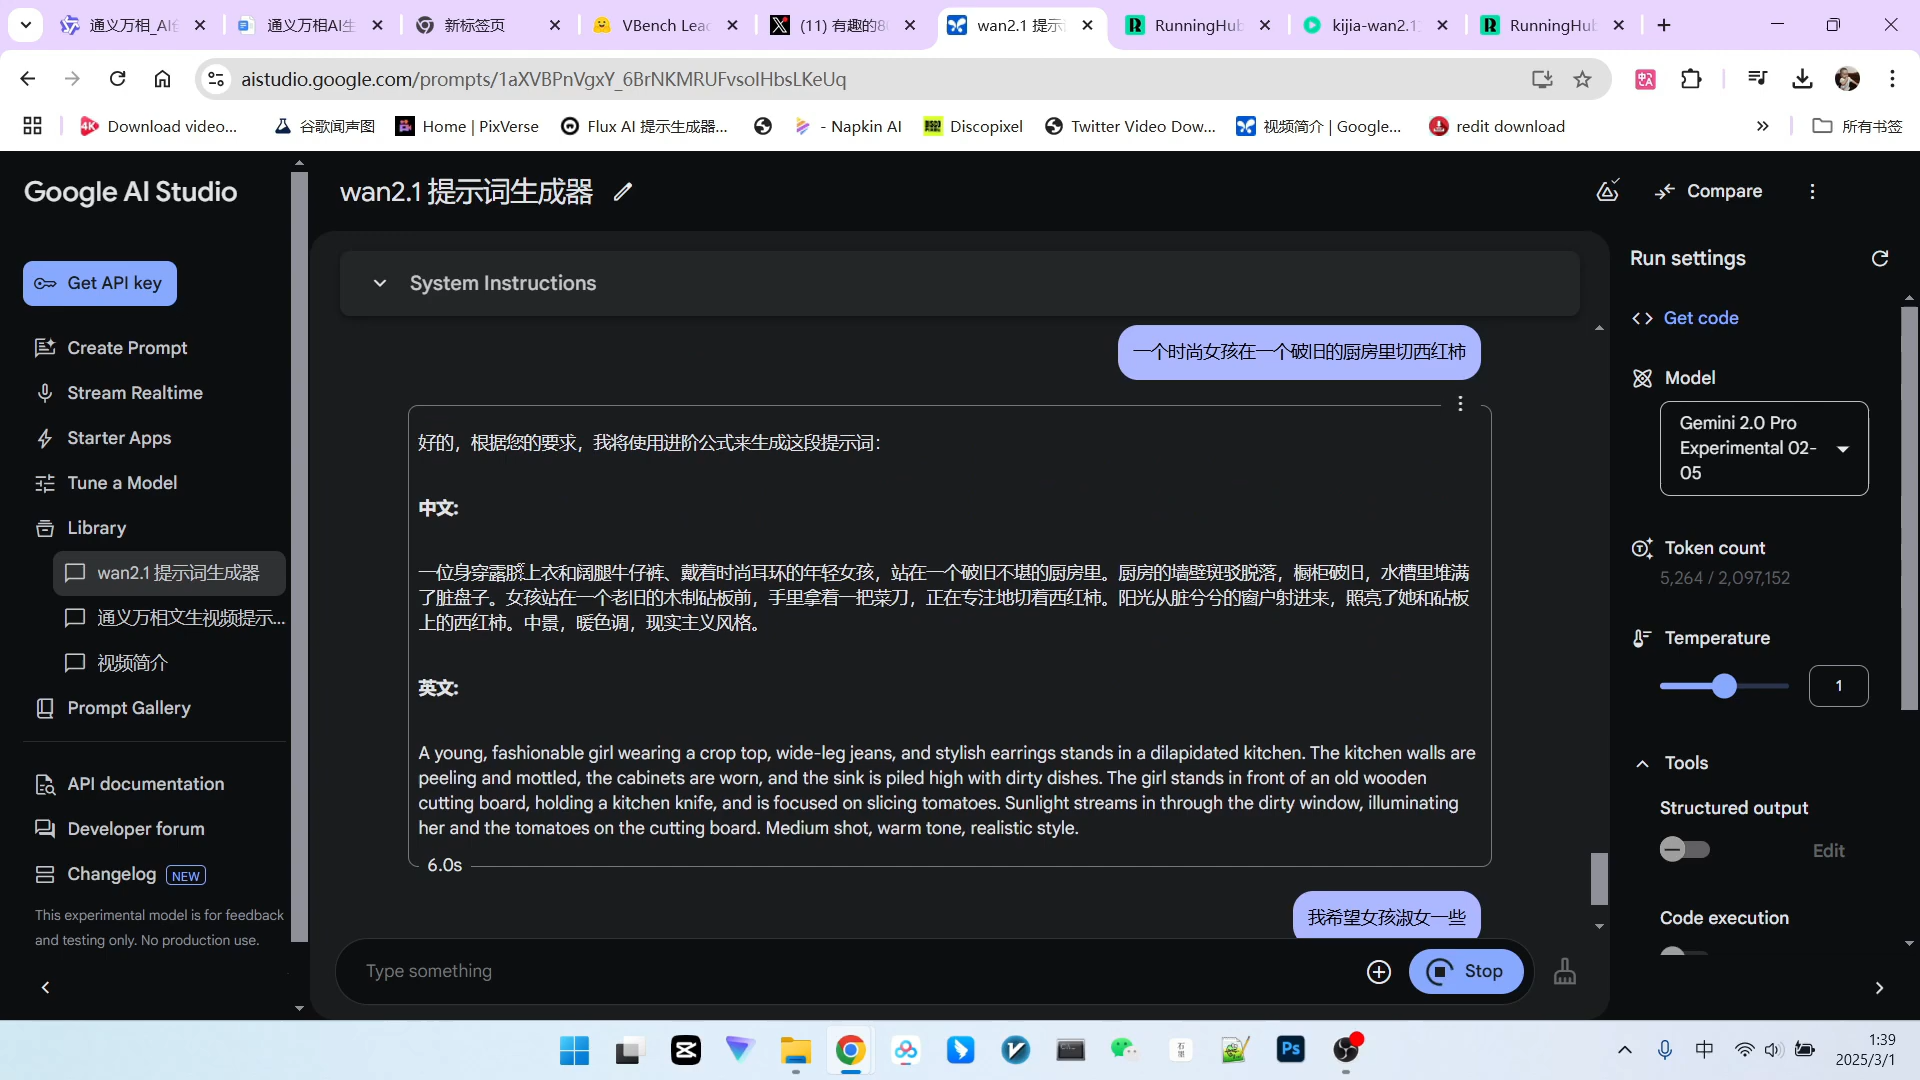 通义万相_AI创
通义万相AI生
新标签页
VBench Lead
(11) 有趣的80
wan2.1 提示词
RunningHub
kijia-wan2.1
RunningHub
aistudio.google.com/prompts/1aXVBPnVgxY_6BrNKMRUFvsoIHbsLKeUq
Download video...
谷歌闻声图
Home | PixVerse
Flux AI 提示生成器...
- Napkin AI
Discopixel
Twitter Video Dow...
视频简介 | Google...
redit download
所有书签
Google AI Studio
wan2.1 提示词生成器
Compare
Get API key
Create Prompt
Stream Realtime
Starter Apps
Tune a Model
Library
wan2.1 提示词生成器
通义万相文生视频提示...
视频简介
Prompt Gallery
API documentation
Developer forum
Changelog NEW
This experimental model is for feedback
and testing only. No production use.
System Instructions
一个时尚女孩在一个破旧的厨房里切西红柿
好的，根据您的要求，我将使用进阶公式来生成这段提示词：
中文:
一位身穿露脐上衣和阔腿牛仔裤、戴着时尚耳环的年轻女孩，站在一个破旧不堪的厨房里。厨房的墙壁斑驳脱落，橱柜破旧，水槽里堆满
了脏盘子。女孩站在一个老旧的木制砧板前，手里拿着一把菜刀，正在专注地切着西红柿。阳光从脏兮兮的窗户射进来，照亮了她和砧板
上的西红柿。中景，暖色调，现实主义风格。
英文:
A young, fashionable girl wearing a crop top, wide-leg jeans, and stylish earrings stands in a dilapidated kitchen. The kitchen walls are
peeling and mottled, the cabinets are worn, and the sink is piled high with dirty dishes. The girl stands in front of an old wooden
cutting board, holding a kitchen knife, and is focused on slicing tomatoes. Sunlight streams in through the dirty window, illuminating
her and the tomatoes on the cutting board. Medium shot, warm tone, realistic style.
6.0s
我希望女孩淑女一些
Type something
Stop
Run settings
Get code
Model
Gemini 2.0 Pro
Experimental 02-
05
Token count
5,264 / 2,097,152
Temperature
1
Tools
Structured output
Edit
Code execution
中
1:39
2025/3/1